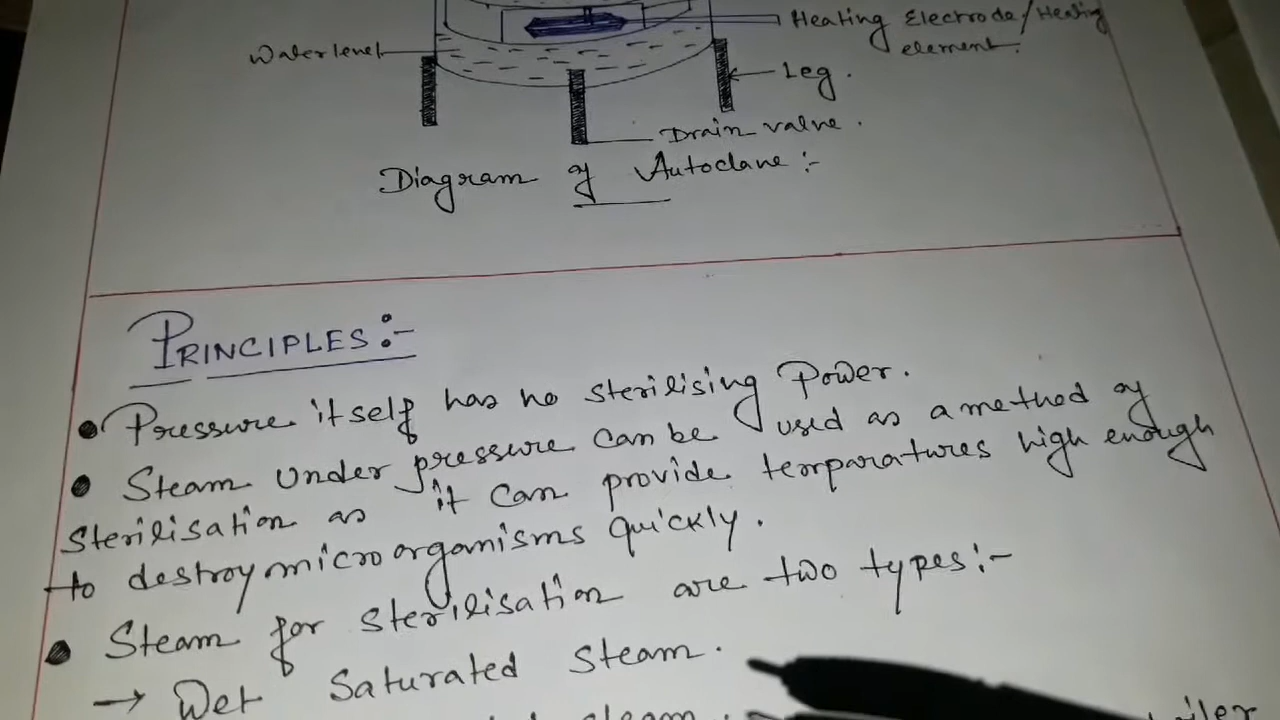 Heating Electrode/Heating
element.
Water level
Leg.
Drain valve.
Diagram of Autoclave:-
PRINCIPLES:-
• Pressure itself has no sterilising Power.
• Steam Under pressure can be used as a method of
sterilisation as it can provide temparatures high enough
to destroy microorganisms quickly.
• Steam for sterilisation are two types:-
→ Wet Saturated Steam.
steam.